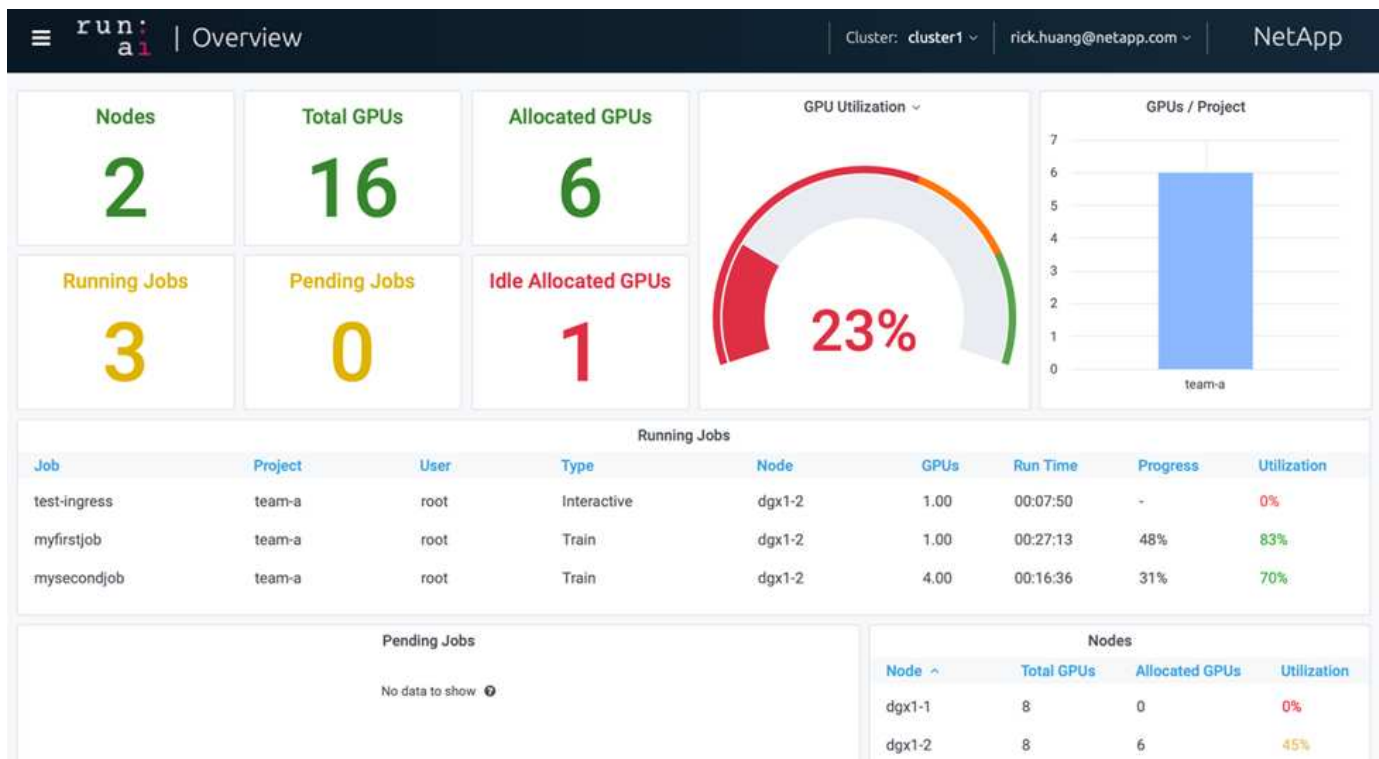 run: ai | Overview Cluster: cluster1 rick.huang@netapp.com NetApp
Nodes
2
Total GPUs
16
Allocated GPUs
6
Running Jobs
3
Pending Jobs
0
Idle Allocated GPUs
1
GPU Utilization
23%
GPUs / Project
7
6
5
4
3
2
1
0
team-a
Running Jobs
Job Project User Type Node GPUs Run Time Progress Utilization
test-ingress team-a root Interactive dgx1-2 1.00 00:07:50 - 0%
myfirstjob team-a root Train dgx1-2 1.00 00:27:13 48% 83%
mysecondjob team-a root Train dgx1-2 4.00 00:16:36 31% 70%
Pending Jobs
No data to show
Nodes
Node Total GPUs Allocated GPUs Utilization
dgx1-1 8 0 0%
dgx1-2 8 6 45%